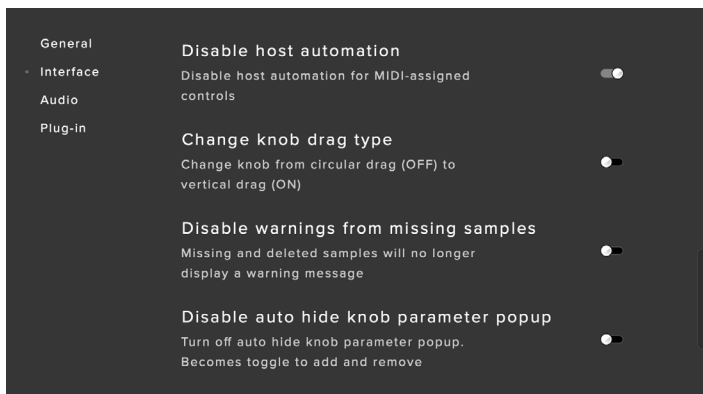 General
Interface
Audio
Plug-in
Disable host automation
Disable host automation for MIDI-assigned
controls
Change knob drag type
Change knob from circular drag (OFF) to
vertical drag (ON)
Disable warnings from missing samples
Missing and deleted samples will no longer
display a warning message
Disable auto hide knob parameter popup
Turn off auto hide knob parameter popup.
Becomes toggle to add and remove